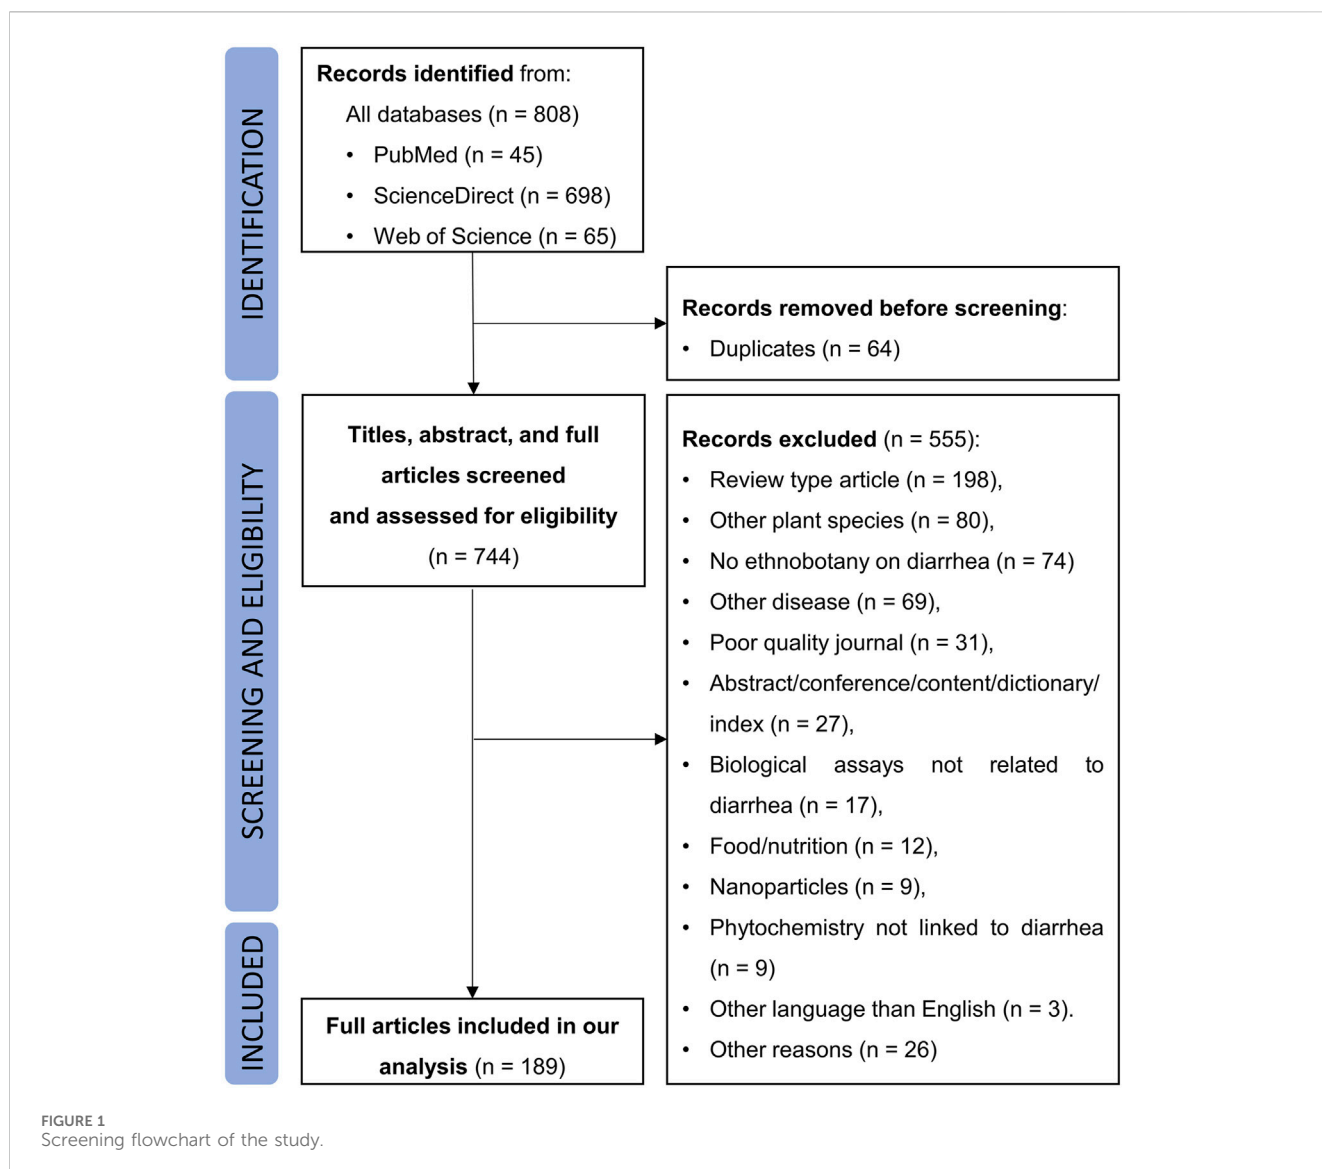 IDENTIFICATION
Records identified from:
All databases (n = 808)
• PubMed (n = 45)
• ScienceDirect (n = 698)
• Web of Science (n = 65)
Records removed before screening:
• Duplicates (n = 64)
SCREENING AND ELIGIBILITY
Titles, abstract, and full
articles screened
and assessed for eligibility
(n = 744)
Records excluded (n = 555):
• Review type article (n = 198),
• Other plant species (n = 80),
• No ethnobotany on diarrhea (n = 74)
• Other disease (n = 69),
• Poor quality journal (n = 31),
• Abstract/conference/content/dictionary/
index (n = 27),
• Biological assays not related to
diarrhea (n = 17),
• Food/nutrition (n = 12),
• Nanoparticles (n = 9),
• Phytochemistry not linked to diarrhea
(n = 9)
• Other language than English (n = 3).
• Other reasons (n = 26)
INCLUDED
Full articles included in our
analysis (n = 189)
FIGURE 1
Screening flowchart of the study.